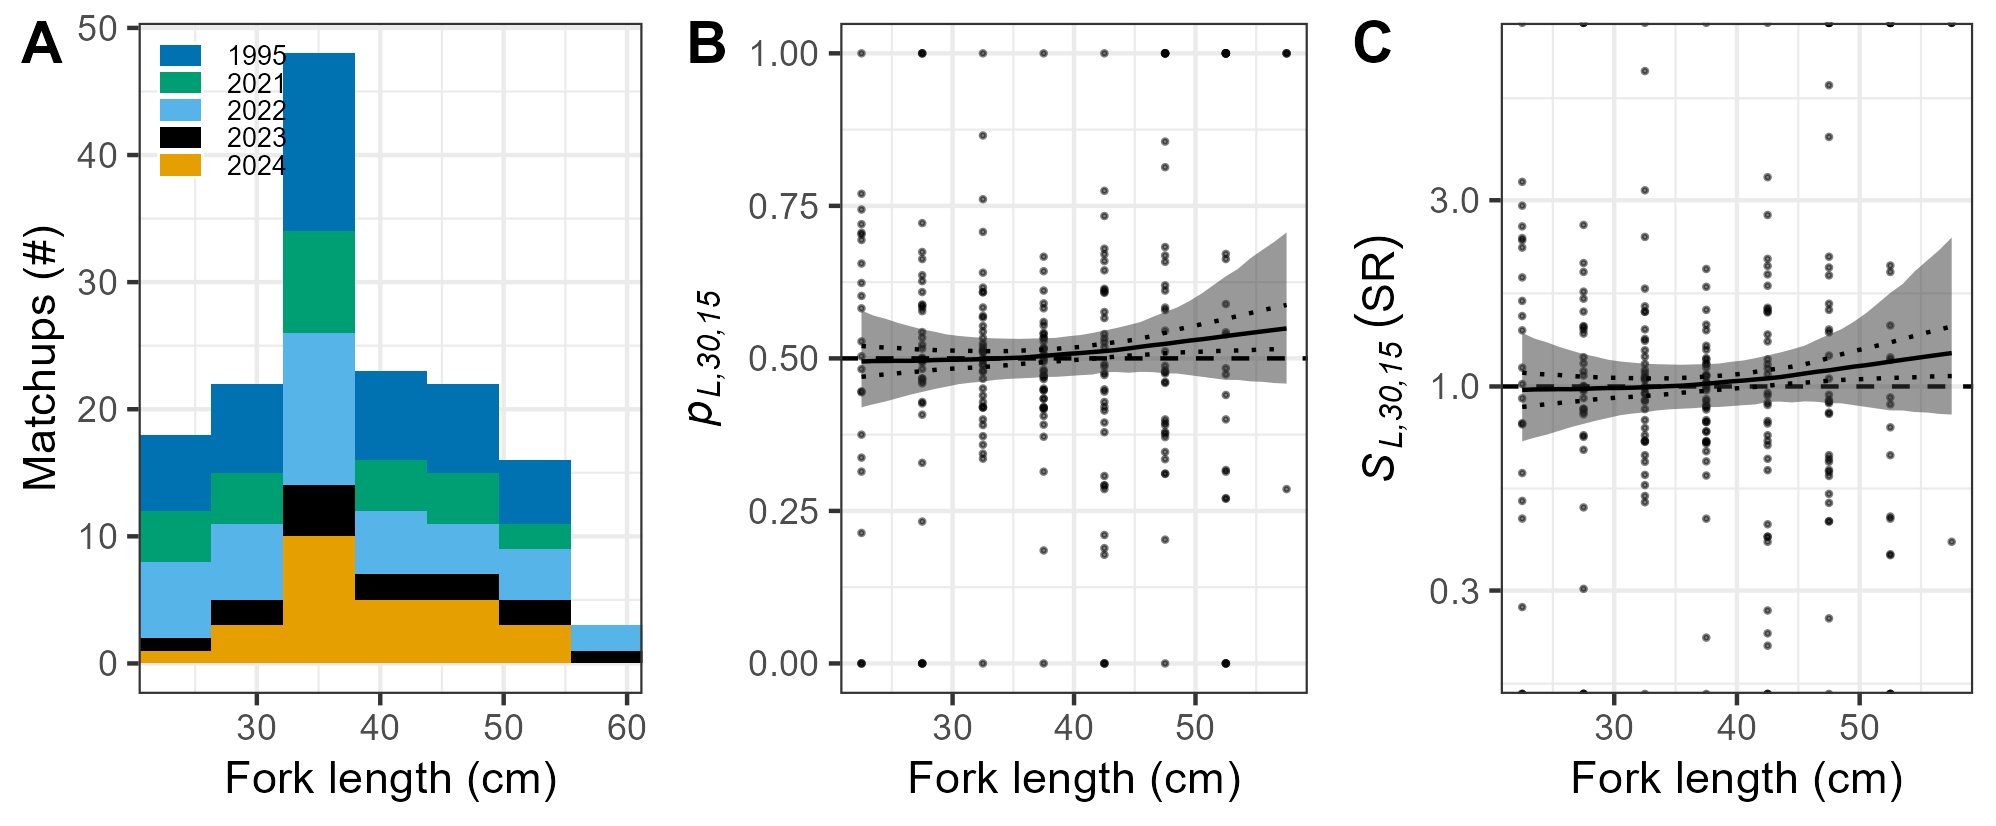 A
50
40
30
20
10
0
Matchups (#)
1995
2021
2022
2023
2024
30 40 50 60
Fork length (cm)
B
1.00
0.75
0.50
0.25
0.00
pL,30,15
30 40 50
Fork length (cm)
C
3.0
1.0
0.3
SL,30,15 (SR)
30 40 50
Fork length (cm)